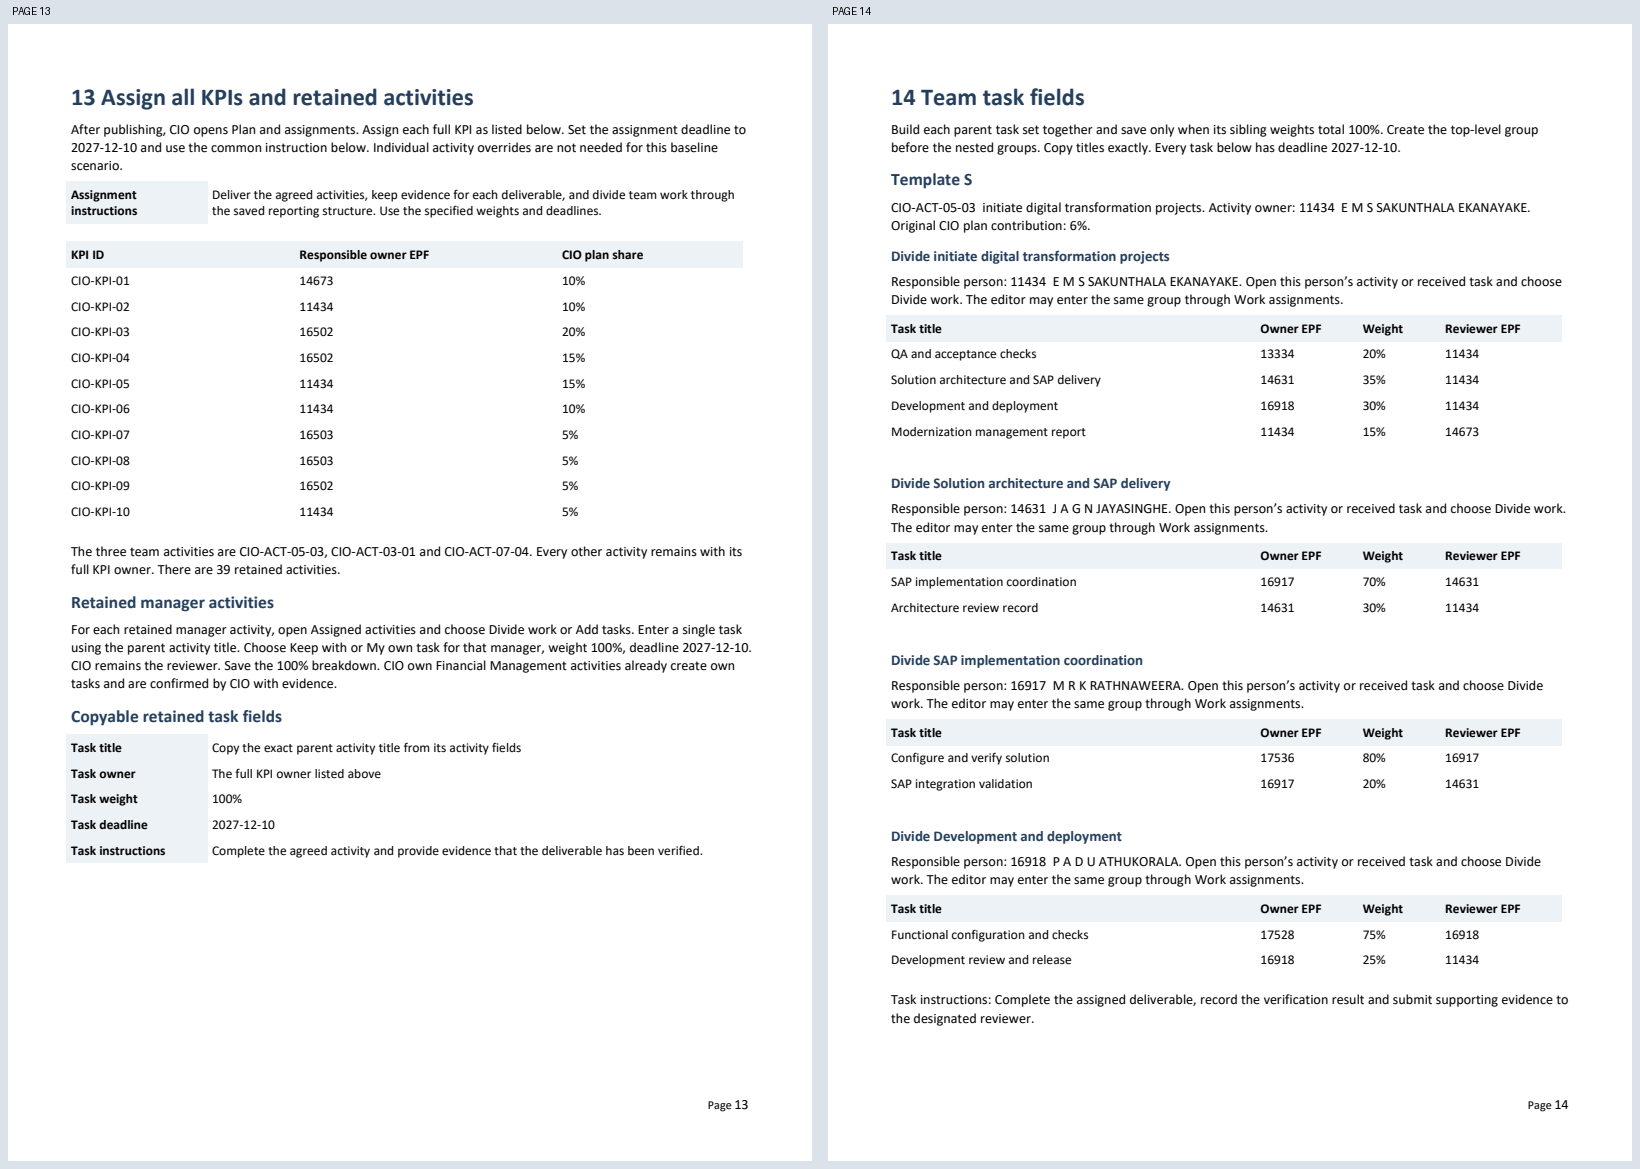 PAGE 13
13 Assign all KPIs and retained activities
After publishing, CIO opens Plan and assignments. Assign each full KPI as listed below. Set the assignment deadline to
2027-12-10 and use the common instruction below. Individual activity overrides are not needed for this baseline
scenario.
Assignment instructions Deliver the agreed activities, keep evidence for each deliverable, and divide team work through
the saved reporting structure. Use the specified weights and deadlines.
KPI ID Responsible owner EPF CIO plan share
CIO-KPI-01 14673 10%
CIO-KPI-02 11434 10%
CIO-KPI-03 16502 20%
CIO-KPI-04 16502 15%
CIO-KPI-05 11434 15%
CIO-KPI-06 11434 10%
CIO-KPI-07 16503 5%
CIO-KPI-08 16503 5%
CIO-KPI-09 16502 5%
CIO-KPI-10 11434 5%
The three team activities are CIO-ACT-05-03, CIO-ACT-03-01 and CIO-ACT-07-04. Every other activity remains with its
full KPI owner. There are 39 retained activities.
Retained manager activities
For each retained manager activity, open Assigned activities and choose Divide work or Add tasks. Enter a single task
using the parent activity title. Choose Keep with or My own task for that manager, weight 100%, deadline 2027-12-10.
CIO remains the reviewer. Save the 100% breakdown. CIO own Financial Management activities already create own
tasks and are confirmed by CIO with evidence.
Copyable retained task fields
Task title Copy the exact parent activity title from its activity fields
Task owner The full KPI owner listed above
Task weight 100%
Task deadline 2027-12-10
Task instructions Complete the agreed activity and provide evidence that the deliverable has been verified.
Page 13
PAGE 14
14 Team task fields
Build each parent task set together and save only when its sibling weights total 100%. Create the top-level group
before the nested groups. Copy titles exactly. Every task below has deadline 2027-12-10.
Template S
CIO-ACT-05-03 initiate digital transformation projects. Activity owner: 11434 E M S SAKUNTHALA EKANAYAKE.
Original CIO plan contribution: 6%.
Divide initiate digital transformation projects
Responsible person: 11434 E M S SAKUNTHALA EKANAYAKE. Open this person’s activity or received task and choose
Divide work. The editor may enter the same group through Work assignments.
Task title Owner EPF Weight Reviewer EPF
QA and acceptance checks 13334 20% 11434
Solution architecture and SAP delivery 14631 35% 11434
Development and deployment 16918 30% 11434
Modernization management report 11434 15% 14673
Divide Solution architecture and SAP delivery
Responsible person: 14631 J A G N JAYASINGHE. Open this person’s activity or received task and choose Divide work.
The editor may enter the same group through Work assignments.
Task title Owner EPF Weight Reviewer EPF
SAP implementation coordination 16917 70% 14631
Architecture review record 14631 30% 11434
Divide SAP implementation coordination
Responsible person: 16917 M R K RATHNAWEERA. Open this person’s activity or received task and choose Divide
work. The editor may enter the same group through Work assignments.
Task title Owner EPF Weight Reviewer EPF
Configure and verify solution 17536 80% 16917
SAP integration validation 16917 20% 14631
Divide Development and deployment
Responsible person: 16918 P A D U ATHUKORALA. Open this person’s activity or received task and choose Divide
work. The editor may enter the same group through Work assignments.
Task title Owner EPF Weight Reviewer EPF
Functional configuration and checks 17528 75% 16918
Development review and release 16918 25% 11434
Task instructions: Complete the assigned deliverable, record the verification result and submit supporting evidence to
the designated reviewer.
Page 14